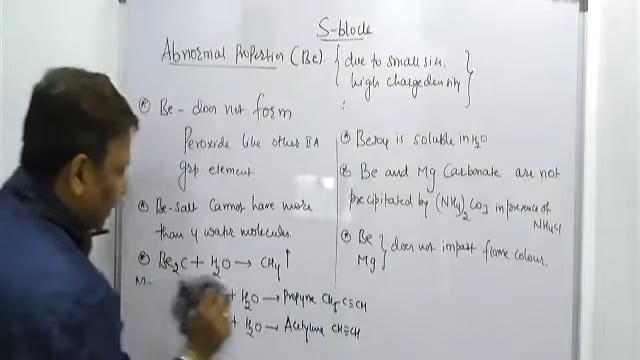 S-block
Abnormal Properties (Be) { due to small size.
high charge density }
Be - does not form
Peroxide like other IIA
grp element
Be-salt cannot have more
than 4 water molecules
Be2C + H2O → CH4 ↑
M
+ H2O → Propyne CH3 C≡CH
+ H2O → Acetylene CH≡CH
is soluble in H2O
Be and Mg Carbonate are not
precipitated by (NH4)2 CO3 in presence of
NH4Cl
Be
Mg } does not impart flame colour.